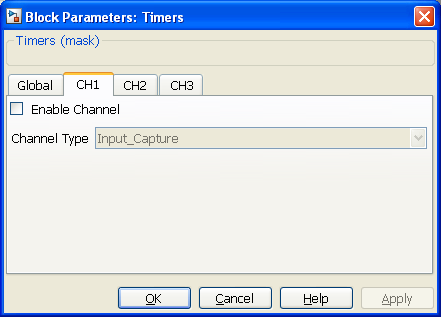 Block Parameters: Timers
Timers (mask)
Global CH1 CH2 CH3
Enable Channel
Channel Type Input_Capture
OK Cancel Help Apply